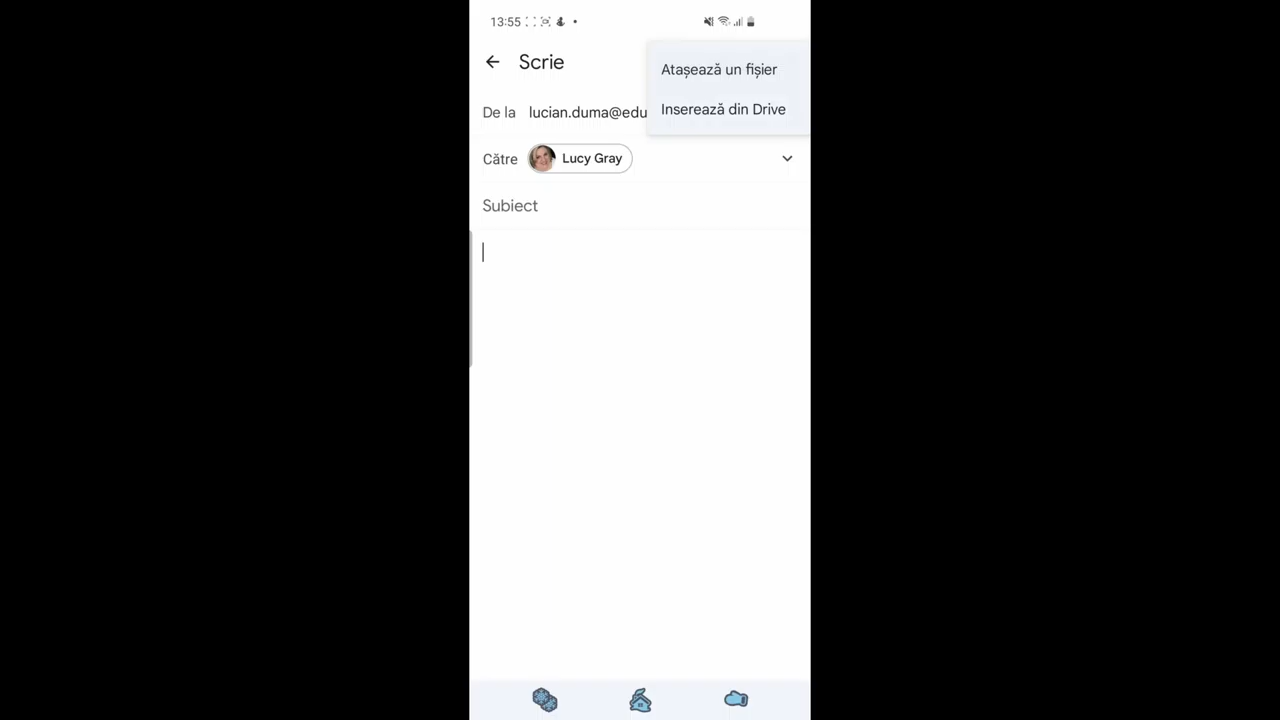 13:55
Scrie
Atașează un fișier
Inserează din Drive
De la lucian.duma@edu
Către Lucy Gray
Subiect